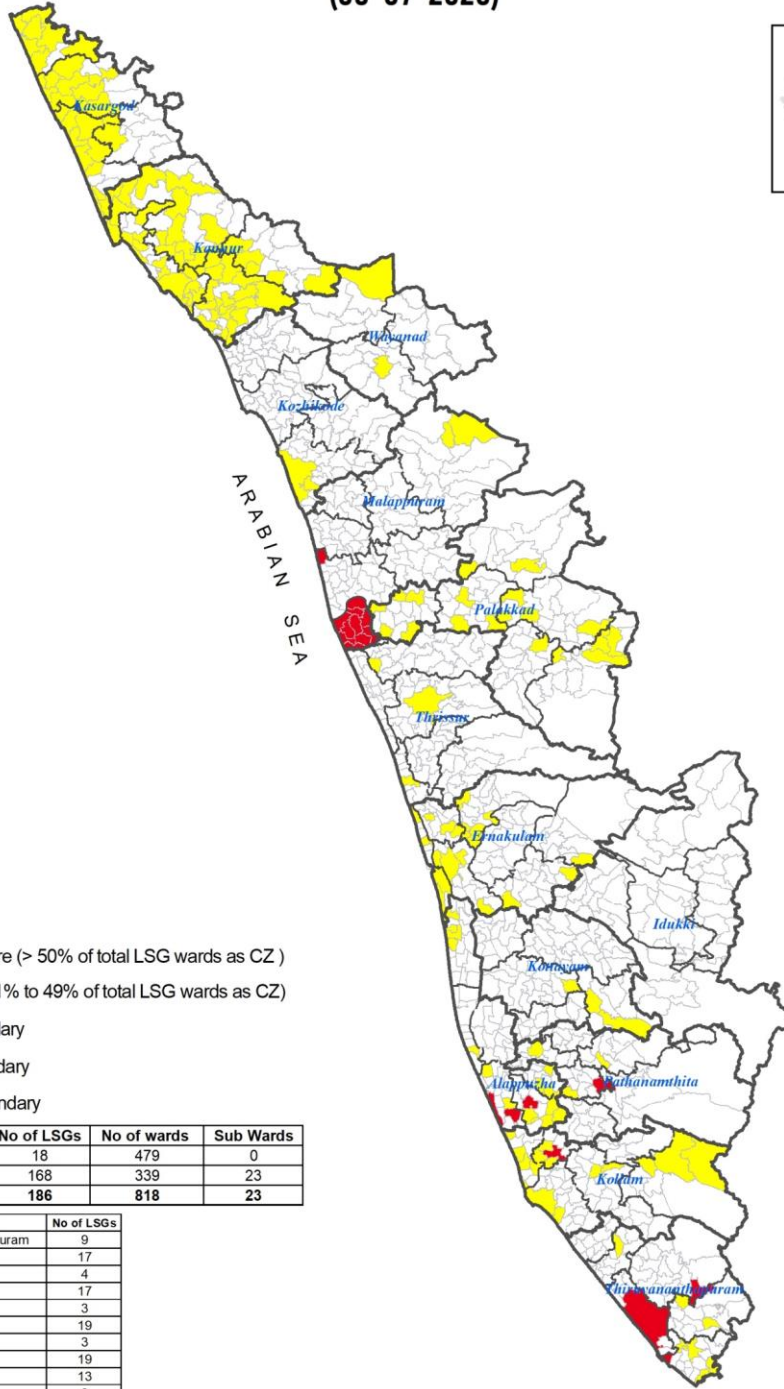 Kasargod
Kannur
Wayanad
Kozhikode
Malappuram
ARABIAN SEA
Palakkad
Thrissur
Ernakulam
Idukki
Kottayam
Alappuzha
Pathanamthita
Kollam
Thiruvananthapuram
re (> 50% of total LSG wards as CZ )
1% to 49% of total LSG wards as CZ)
dary
dary
ndary
No of LSGs No of wards Sub Wards
18 479 0
168 339 23
186 818 23
No of LSGs
uram 9
17
4
17
3
19
3
19
13